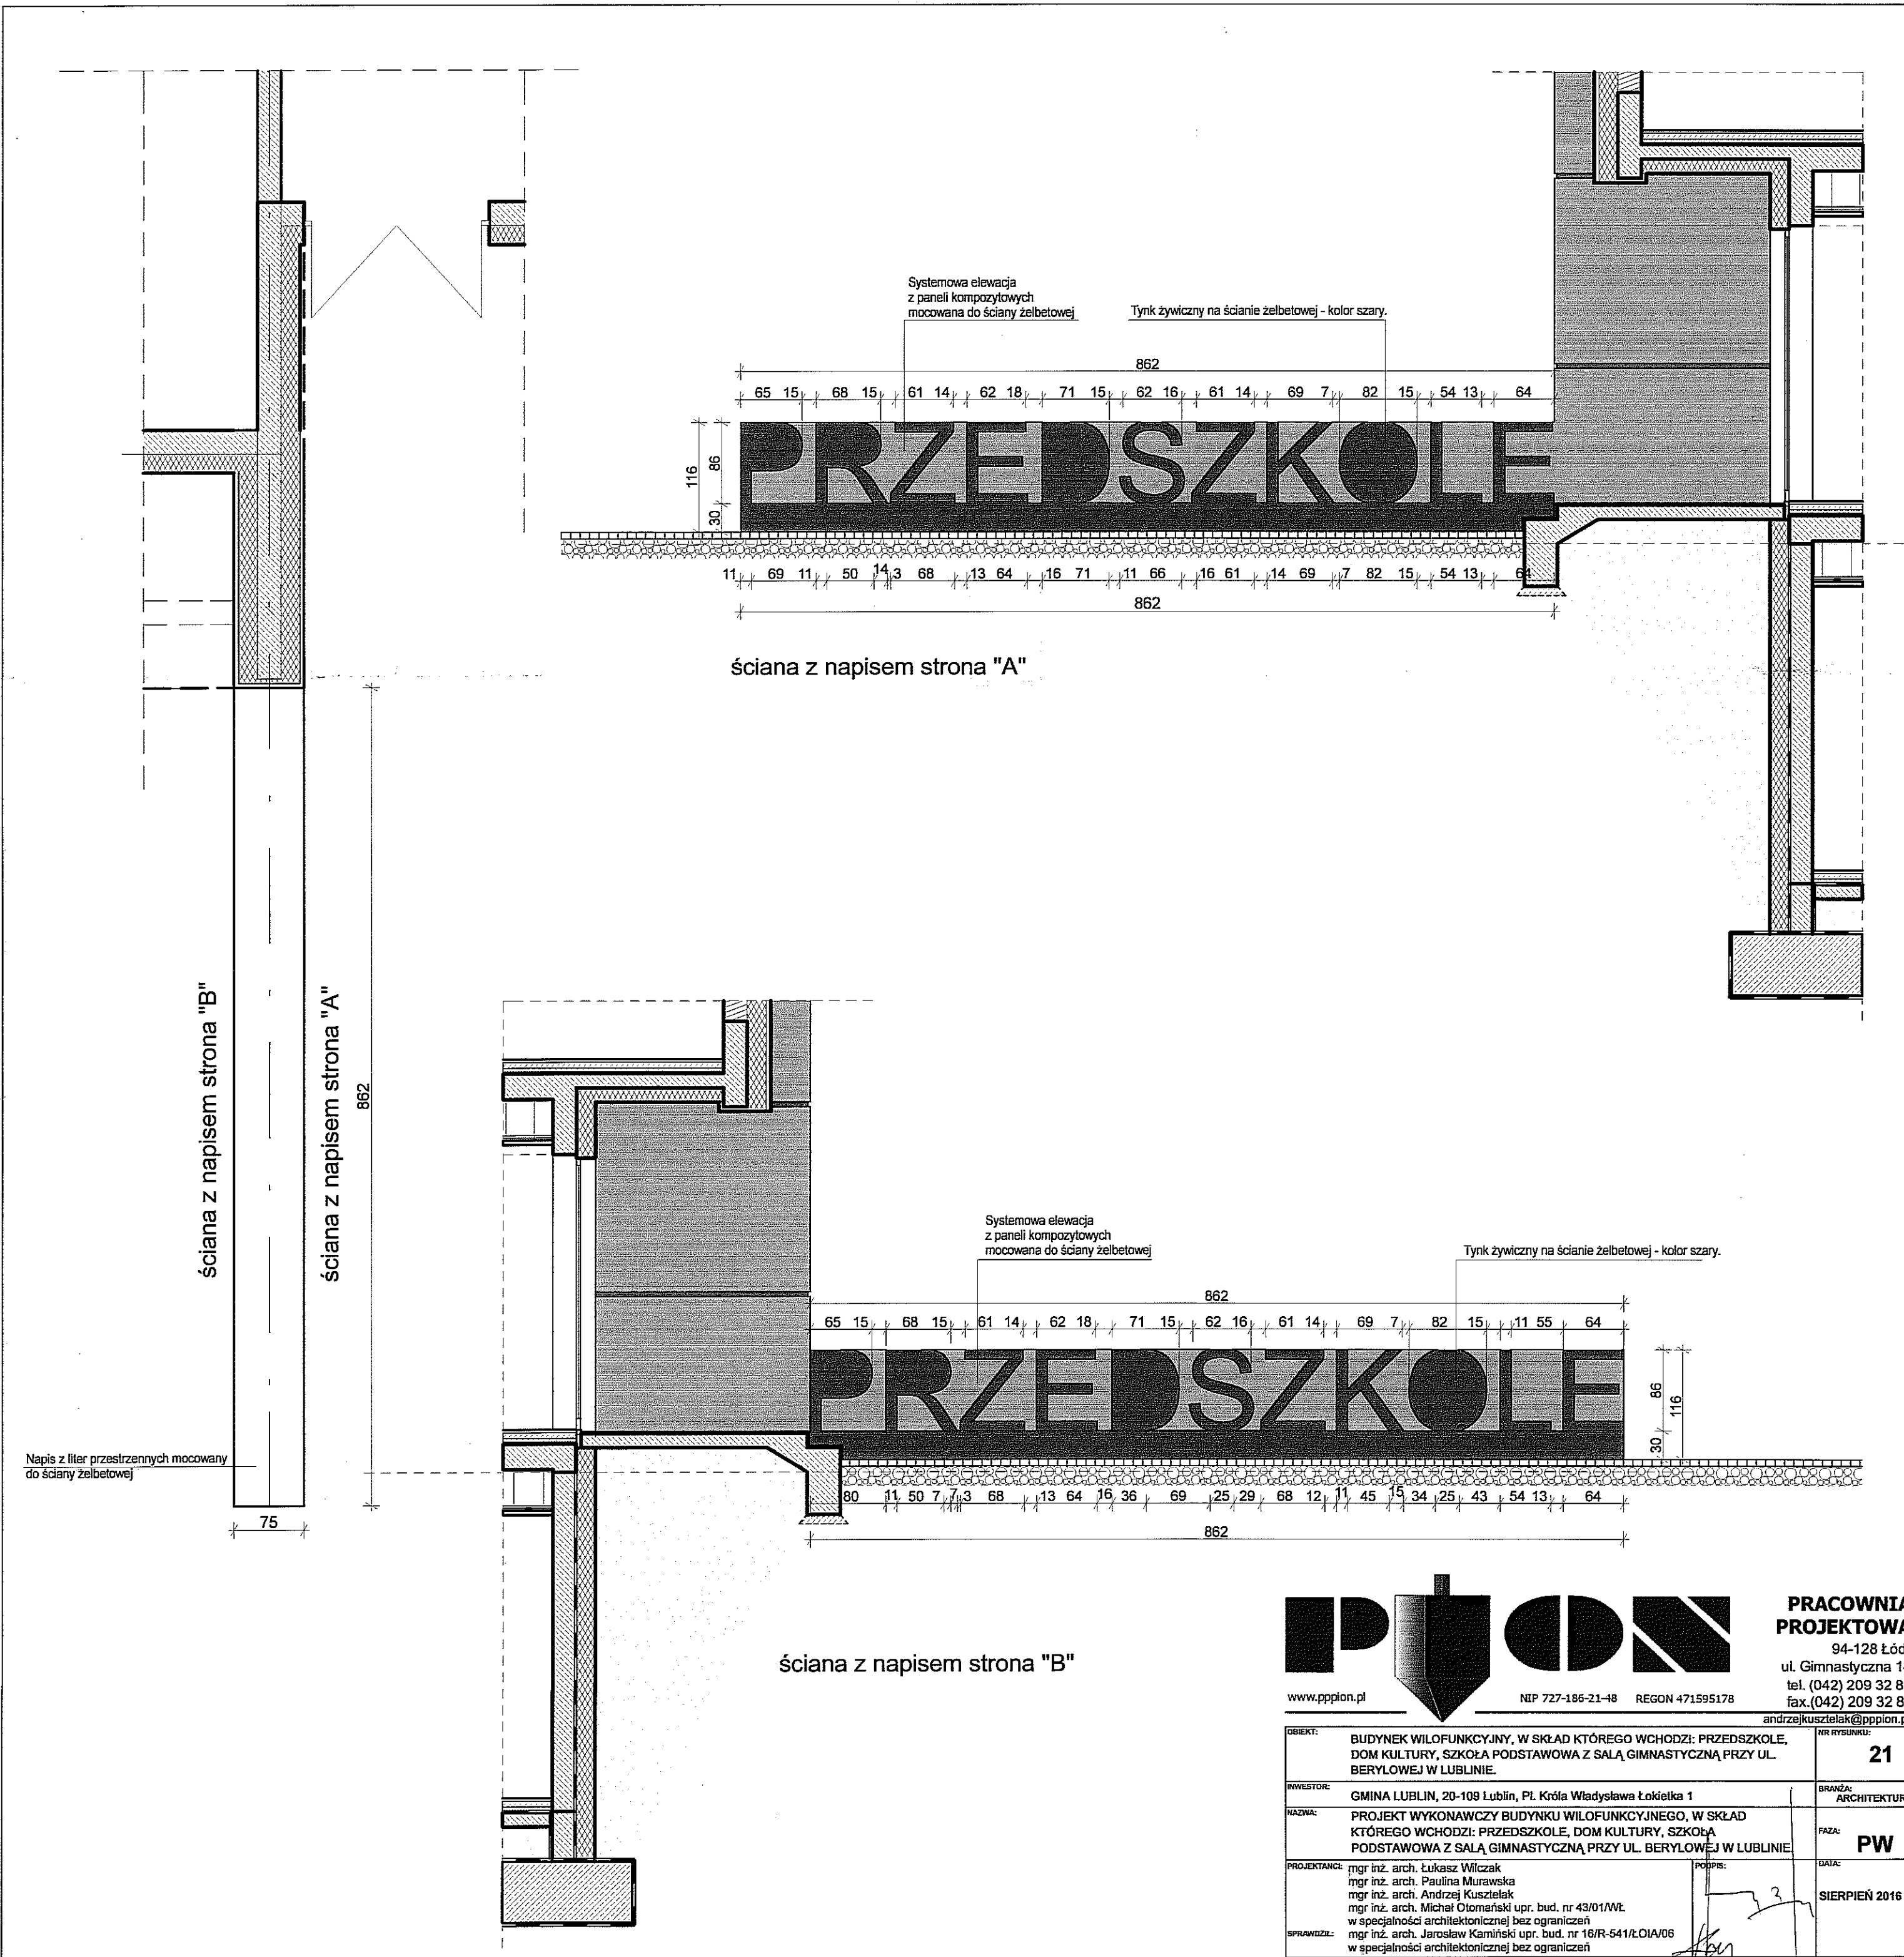 Systemowa elewacja
z paneli kompozytowych
mocowana do ściany żelbetowej
Tynk żywiczny na ścianie żelbetowej - kolor szary.
862
65 15 68 15 61 14 62 18 71 15 62 16 61 14 69 7 82 15 54 13 64
116
86
30
PRZEDSZKOLE
11 69 11 50 14 3 68 13 64 16 71 11 66 16 61 14 69 7 82 15 54 13 64
862
ściana z napisem strona "A"
ściana z napisem strona "B"
ściana z napisem strona "A"
862
Napis z liter przestrzennych mocowany
do ściany żelbetowej
75
Systemowa elewacja
z paneli kompozytowych
mocowana do ściany żelbetowej
Tynk żywiczny na ścianie żelbetowej - kolor szary.
862
65 15 68 15 61 14 62 18 71 15 62 16 61 14 69 7 82 15 11 55 64
PRZEDSZKOLE
86
116
30
80 11 50 7 7 3 68 13 64 16 36 69 25 29 68 12 11 45 15 34 25 43 54 13 64
862
ściana z napisem strona "B"
PION
www.pppion.pl
NIP 727-186-21-48 REGON 471595178
PRACOWNIA
PROJEKTOWA
94-128 Łód
ul. Gimnastyczna 1
tel. (042) 209 32 8
fax.(042) 209 32 8
andrzejkusztelak@pppion.p
OBIEKT:
BUDYNEK WILOFUNKCYJNY, W SKŁAD KTÓREGO WCHODZI: PRZEDSZKOLE,
DOM KULTURY, SZKOŁA PODSTAWOWA Z SALĄ GIMNASTYCZNĄ PRZY UL.
BERYLOWEJ W LUBLINIE.
NR RYSUNKU:
21
INWESTOR:
GMINA LUBLIN, 20-109 Lublin, Pl. Króla Władysława Łokietka 1
BRANŻA:
ARCHITEKTUR
NAZWA:
PROJEKT WYKONAWCZY BUDYNKU WILOFUNKCYJNEGO, W SKŁAD
KTÓREGO WCHODZI: PRZEDSZKOLE, DOM KULTURY, SZKOŁA
PODSTAWOWA Z SALĄ GIMNASTYCZNĄ PRZY UL. BERYLOWEJ W LUBLINIE
FAZA:
PW
PROJEKTANCI:
mgr inż. arch. Łukasz Wilczak
mgr inż. arch. Paulina Murawska
mgr inż. arch. Andrzej Kusztelak
mgr inż. arch. Michał Otomański upr. bud. nr 43/01/WŁ
w specjalności architektonicznej bez ograniczeń
PODPIS:
DATA:
SIERPIEŃ 2016
SPRAWDZIŁ:
mgr inż. arch. Jarosław Kamiński upr. bud. nr 16/R-541/ŁOIA/06
w specjalności architektonicznej bez ograniczeń